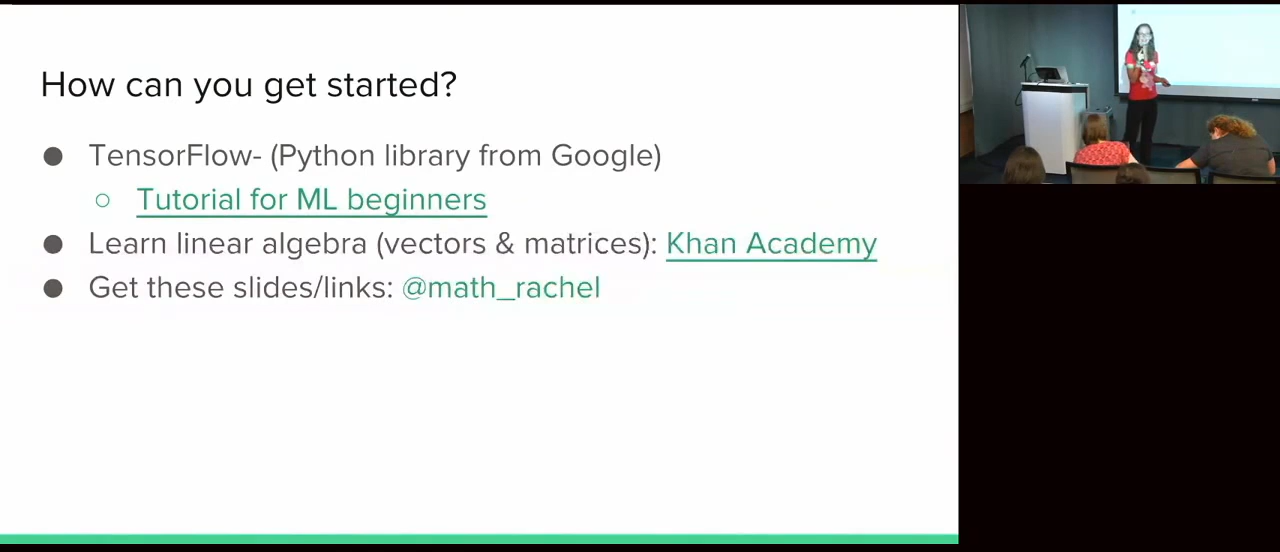 How can you get started?
● TensorFlow- (Python library from Google)
○ Tutorial for ML beginners
● Learn linear algebra (vectors & matrices): Khan Academy
● Get these slides/links: @math_rachel